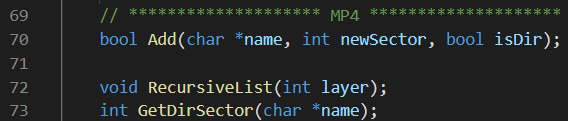 69 // ******************** MP4 ********************
70 bool Add(char *name, int newSector, bool isDir);
71
72 void RecursiveList(int layer);
73 int GetDirSector(char *name);